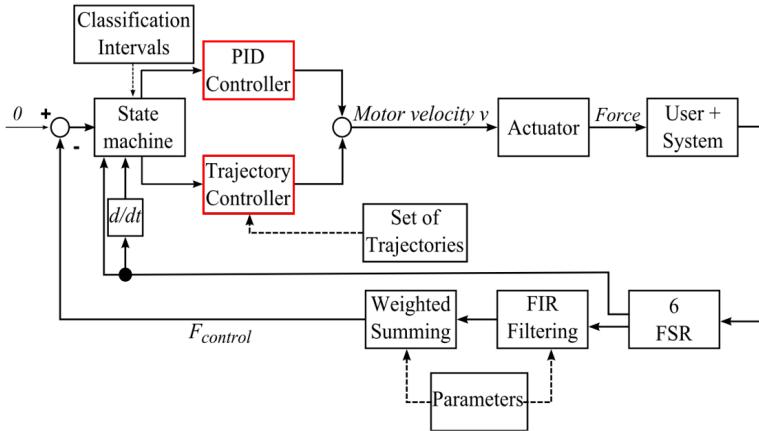 Classification
Intervals
PID
Controller
0
+
-
State
machine
Motor velocity v
Actuator
Force
User +
System
Trajectory
Controller
d/dt
Set of
Trajectories
Weighted
Summing
FIR
Filtering
6
FSR
F_control
Parameters